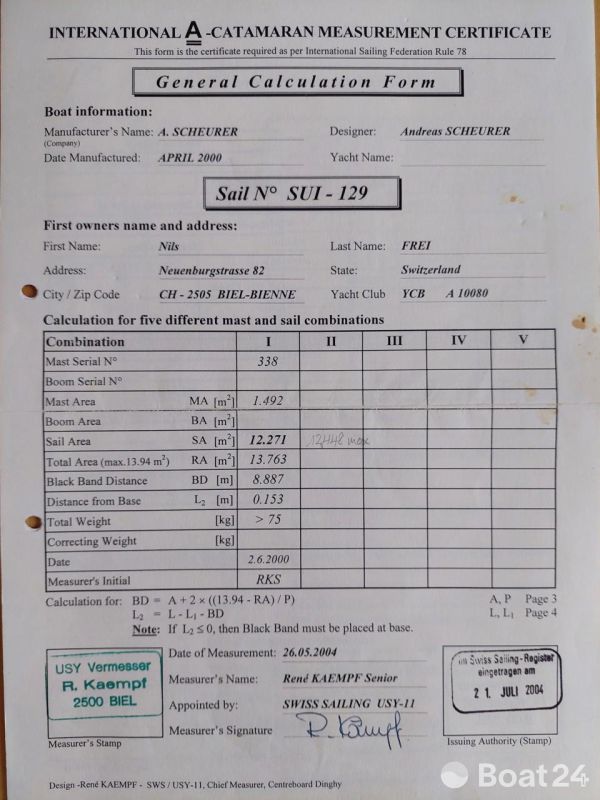 INTERNATIONAL A -CATAMARAN MEASUREMENT CERTIFICATE
This form is the certificate required as per International Sailing Federation Rule 78
General Calculation Form
Boat information:
Manufacturer's Name: A. SCHEURER Designer: Andreas SCHEURER
(Company)
Date Manufactured: APRIL 2000 Yacht Name:
Sail N° SUI - 129
First owners name and address:
First Name: Nils Last Name: FREI
Address: Neuenburgstrasse 82 State: Switzerland
City / Zip Code CH - 2505 BIEL-BIENNE Yacht Club YCB A 10080
Calculation for five different mast and sail combinations
Combination I II III IV V
Mast Serial N° 338
Boom Serial N°
Mast Area MA [m²] 1.492
Boom Area BA [m²]
Sail Area SA [m²] 12.271 12,448 max
Total Area (max.13.94 m²) RA [m²] 13.763
Black Band Distance BD [m] 8.887
Distance from Base L₂ [m] 0.153
Total Weight [kg] > 75
Correcting Weight [kg]
Date 2.6.2000
Measurer's Initial RKS
Calculation for: BD = A + 2 × ((13.94 - RA) / P) A, P Page 3
L₂ = L - L₁ - BD L, L₁ Page 4
Note: If L₂ ≤ 0, then Black Band must be placed at base.
USY Vermesser
R. Kaempf
2500 BIEL
Measurer's Stamp
Date of Measurement: 26.05.2004
Measurer's Name: René KAEMPF Senior
Appointed by: SWISS SAILING USY-11
Measurer's Signature R. Kämpf
im Swiss Sailing-Register
eingetragen am
21. JULI 2004
Issuing Authority (Stamp)
Design -René KAEMPF - SWS / USY-11, Chief Measurer, Centreboard Dinghy
Boat24